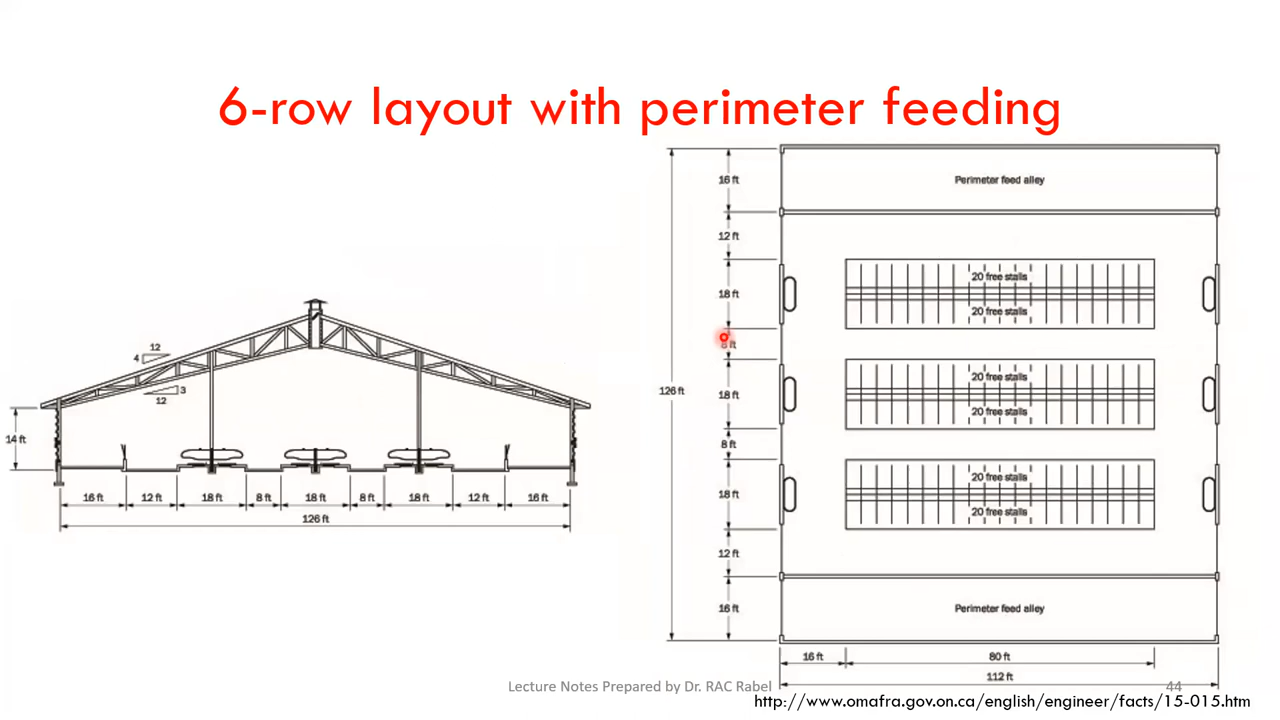 6-row layout with perimeter feeding
12
4
3
12
14 ft
16 ft 12 ft 18 ft 8 ft 18 ft 8 ft 18 ft 12 ft 16 ft
126 ft
126 ft
16 ft
12 ft
18 ft
ft
18 ft
8 ft
18 ft
12 ft
16 ft
Perimeter feed alley
20 free stalls
20 free stalls
20 free stalls
20 free stalls
20 free stalls
20 free stalls
Perimeter feed alley
16 ft 80 ft
112 ft
Lecture Notes Prepared by Dr. RAC Rabel
44
http://www.omafra.gov.on.ca/english/engineer/facts/15-015.htm